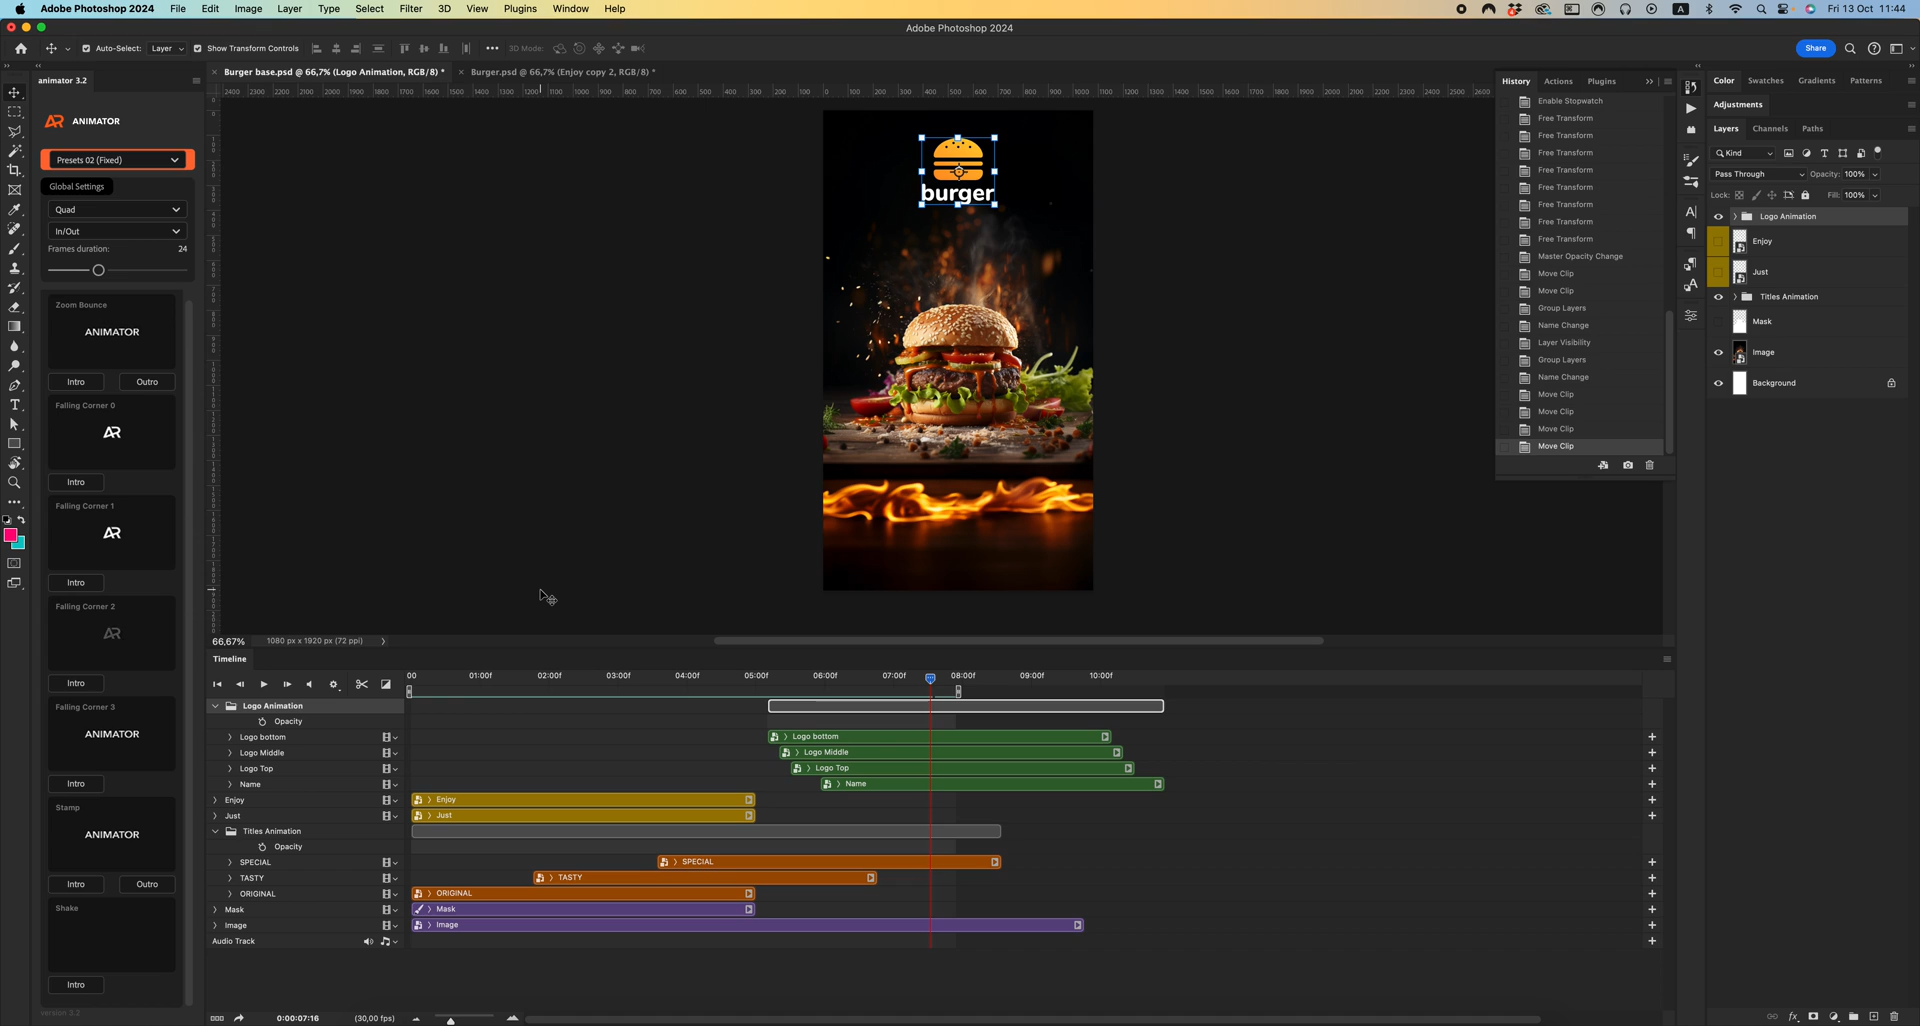 Adobe Photoshop 2024 File Edit Image Layer Type Select Filter 3D View Plugins Window Help
A Fri 13 Oct 11:44
Adobe Photoshop 2024
Auto-Select: Layer Show Transform Controls 3D Mode: Share
animator 3.2
Burger base.psd @ 66,7% (Logo Animation, RGB/8) * Burger.psd @ 66,7% (Enjoy copy 2, RGB/8) *
AR ANIMATOR
Presets 02 (Fixed)
Global Settings
Quad
In/Out
Frames duration: 24
Zoom Bounce
ANIMATOR
Intro Outro
Falling Corner 0
AR
Intro
Falling Corner 1
AR
Intro
Falling Corner 2
AR
Intro
Falling Corner 3
ANIMATOR
Intro
Stamp
ANIMATOR
Intro Outro
Shake
Intro
version 3.2
burger
History Actions Plugins
Enable Stopwatch
Free Transform
Free Transform
Free Transform
Free Transform
Free Transform
Free Transform
Free Transform
Free Transform
Master Opacity Change
Move Clip
Move Clip
Group Layers
Name Change
Layer Visibility
Group Layers
Name Change
Move Clip
Move Clip
Move Clip
Move Clip
Color Swatches Gradients Patterns
Adjustments
Layers Channels Paths
Kind
Pass Through Opacity: 100%
Lock: Fill: 100%
Logo Animation
Enjoy
Just
Titles Animation
Mask
Image
Background
66,67% 1080 px x 1920 px (72 ppi)
Timeline
00 01:00f 02:00f 03:00f 04:00f 05:00f 06:00f 07:00f 08:00f 09:00f 10:00f
Logo Animation
Opacity
Logo bottom Logo bottom
Logo Middle Logo Middle
Logo Top Logo Top
Name Name
Enjoy Enjoy
Just Just
Titles Animation
Opacity
SPECIAL SPECIAL
TASTY TASTY
ORIGINAL ORIGINAL
Mask Mask
Image Image
Audio Track
0:00:07:16 (30,00 fps)